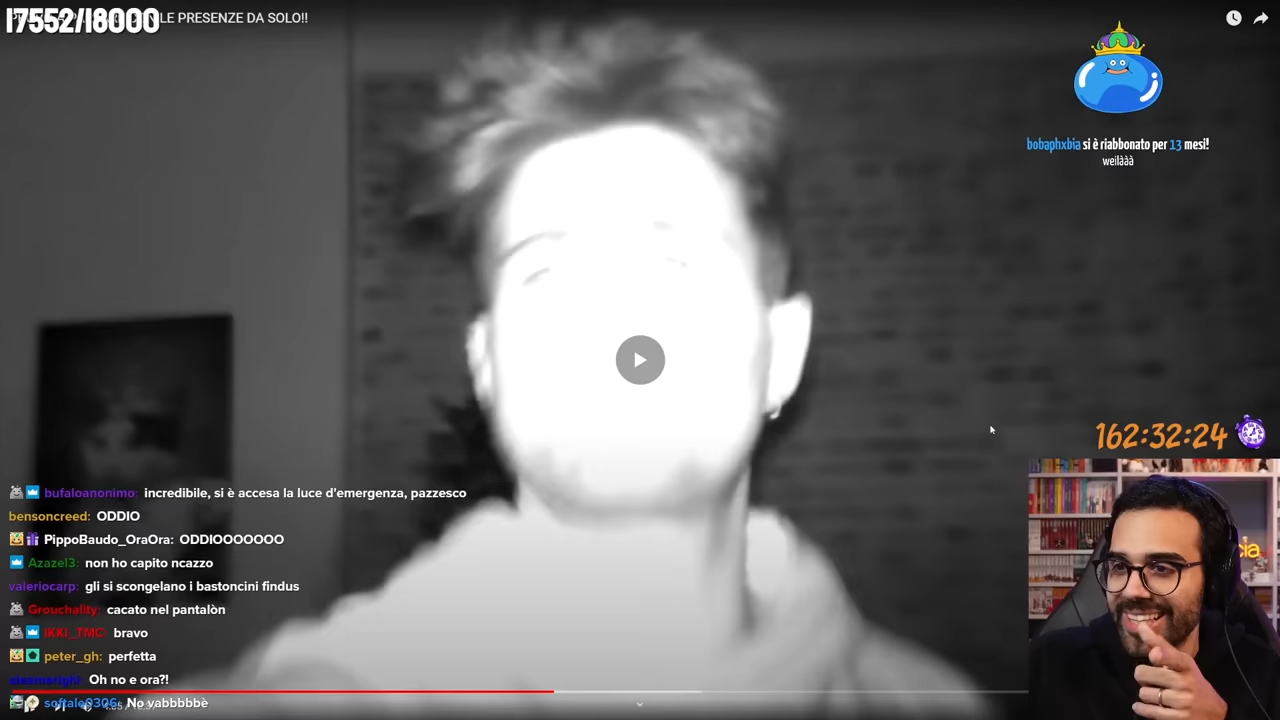 17552/18000
LE PRESENZE DA SOLO!!
bobaphxbia si è riabbonato per 13 mesi!
weilààà
162:32:24
cia
bufaloanonimo: incredibile, si è accesa la luce d'emergenza, pazzesco
bensoncreed: ODDIO
PippoBaudo_OraOra: ODDIOOOOOOO
Azazel3: non ho capito ncazzo
valeriocarp: gli si scongelano i bastoncini findus
Grouchality: cacato nel pantalòn
IKKI_TMC: bravo
peter_gh: perfetta
Oh no e ora?!
softale0306: No vabbbbbè